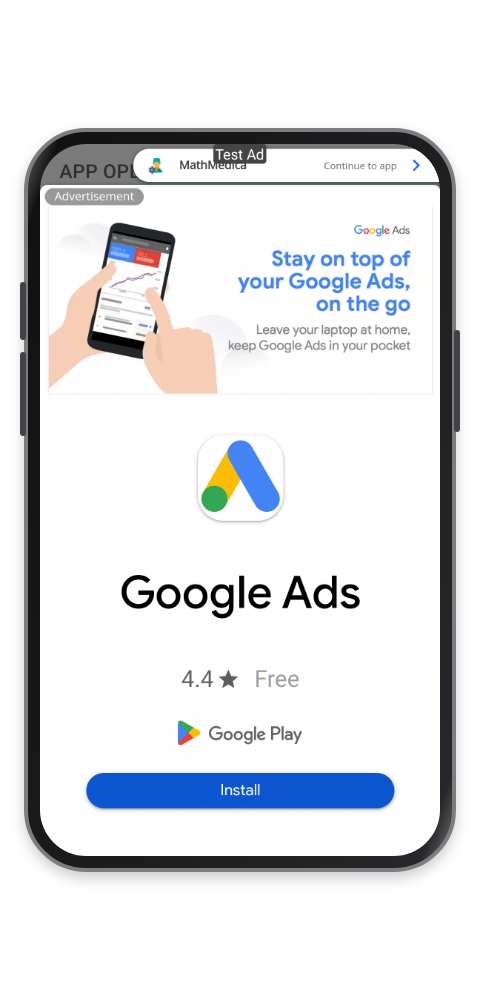 APP OPE
Test Ad
MathMedica
Continue to app
Advertisement
Google Ads
Stay on top of
your Google Ads,
on the go
Leave your laptop at home,
keep Google Ads in your pocket
Google Ads
4.4 ★ Free
Google Play
Install